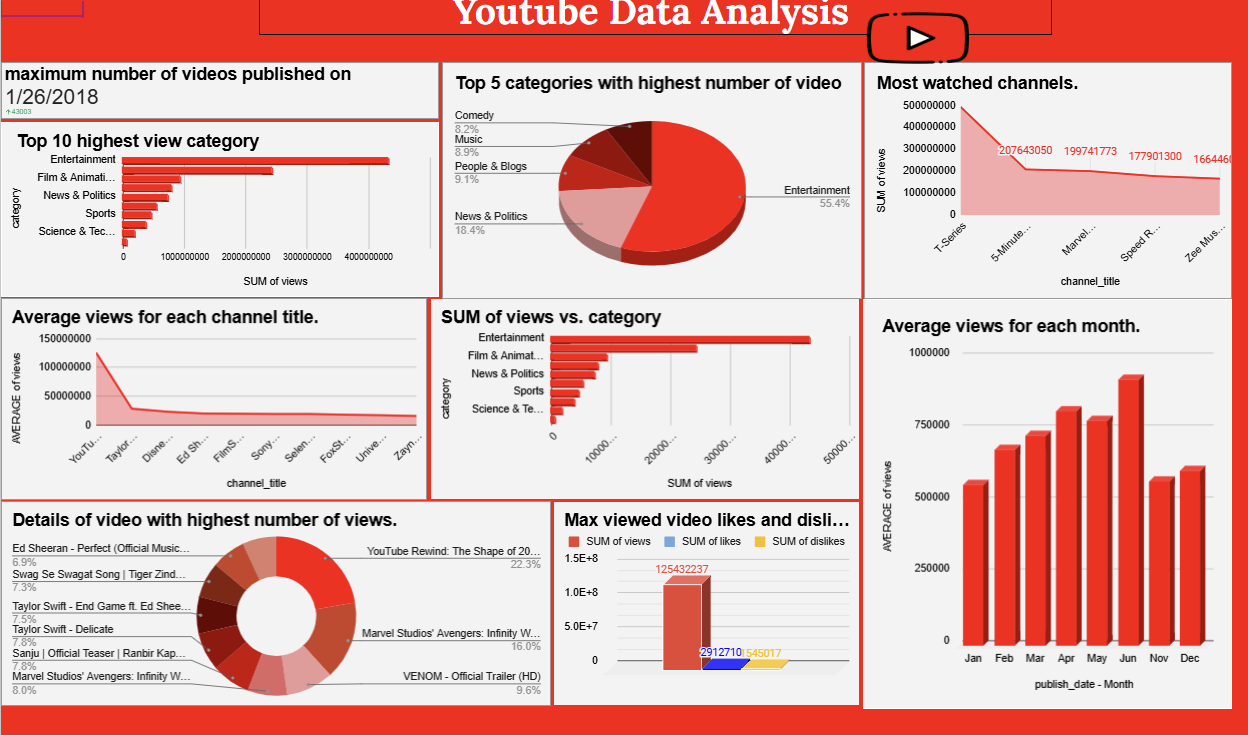 Youtube Data Analysis
maximum number of videos published on
1/26/2018
43003
Top 10 highest view category
category
Entertainment
Film & Animati…
News & Politics
Sports
Science & Tec…
0 1000000000 2000000000 3000000000 4000000000
SUM of views
Top 5 categories with highest number of video
Comedy
8.2%
Music
8.9%
People & Blogs
9.1%
News & Politics
18.4%
Entertainment
55.4%
Most watched channels.
SUM of views
500000000
400000000
300000000
200000000
100000000
0
207643050 199741773 177901300 166446
T-Series 5-Minute… Marvel… Speed R… Zee Mus…
channel_title
Average views for each channel title.
AVERAGE of views
150000000
100000000
50000000
0
YouTu… Taylor… Disne… Ed Sh… FilmS… Sony… Selen… FoxSt… Unive… Zayn…
channel_title
SUM of views vs. category
category
Entertainment
Film & Animat…
News & Politics
Sports
Science & Te…
0 10000… 20000… 30000… 40000… 50000…
SUM of views
Average views for each month.
AVERAGE of views
1000000
750000
500000
250000
0
Jan Feb Mar Apr May Jun Nov Dec
publish_date - Month
Details of video with highest number of views.
Ed Sheeran - Perfect (Official Music…
6.9%
Swag Se Swagat Song | Tiger Zind…
7.3%
Taylor Swift - End Game ft. Ed Shee…
7.5%
Taylor Swift - Delicate
7.8%
Sanju | Official Teaser | Ranbir Kap…
7.8%
Marvel Studios' Avengers: Infinity W…
8.0%
YouTube Rewind: The Shape of 20…
22.3%
Marvel Studios' Avengers: Infinity W…
16.0%
VENOM - Official Trailer (HD)
9.6%
Max viewed video likes and disli…
SUM of views SUM of likes SUM of dislikes
1.5E+8
1.0E+8
5.0E+7
0
125432237
2912710
1545017